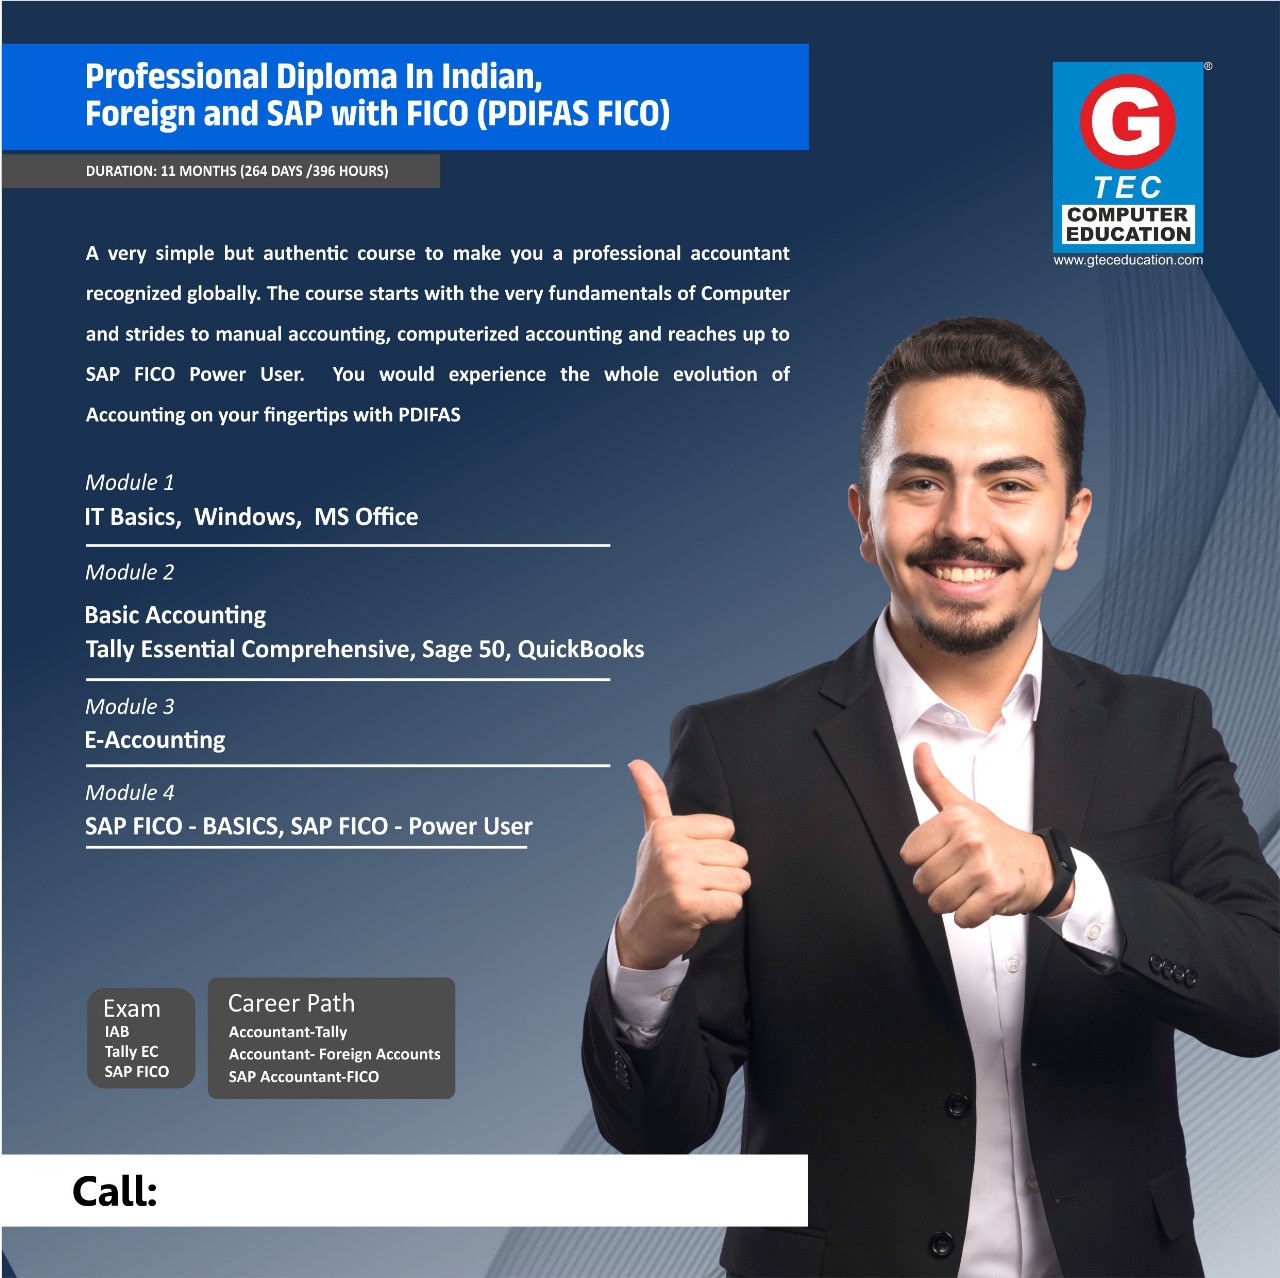 Professional Diploma In Indian,
Foreign and SAP with FICO (PDIFAS FICO)
DURATION: 11 MONTHS (264 DAYS /396 HOURS)
G
®
TEC
COMPUTER
EDUCATION
www.gteceducation.com
A very simple but authentic course to make you a professional accountant
recognized globally. The course starts with the very fundamentals of Computer
and strides to manual accounting, computerized accounting and reaches up to
SAP FICO Power User. You would experience the whole evolution of
Accounting on your fingertips with PDIFAS
Module 1
IT Basics, Windows, MS Office
Module 2
Basic Accounting
Tally Essential Comprehensive, Sage 50, QuickBooks
Module 3
E-Accounting
Module 4
SAP FICO - BASICS, SAP FICO - Power User
Exam
IAB
Tally EC
SAP FICO
Career Path
Accountant-Tally
Accountant- Foreign Accounts
SAP Accountant-FICO
Call: